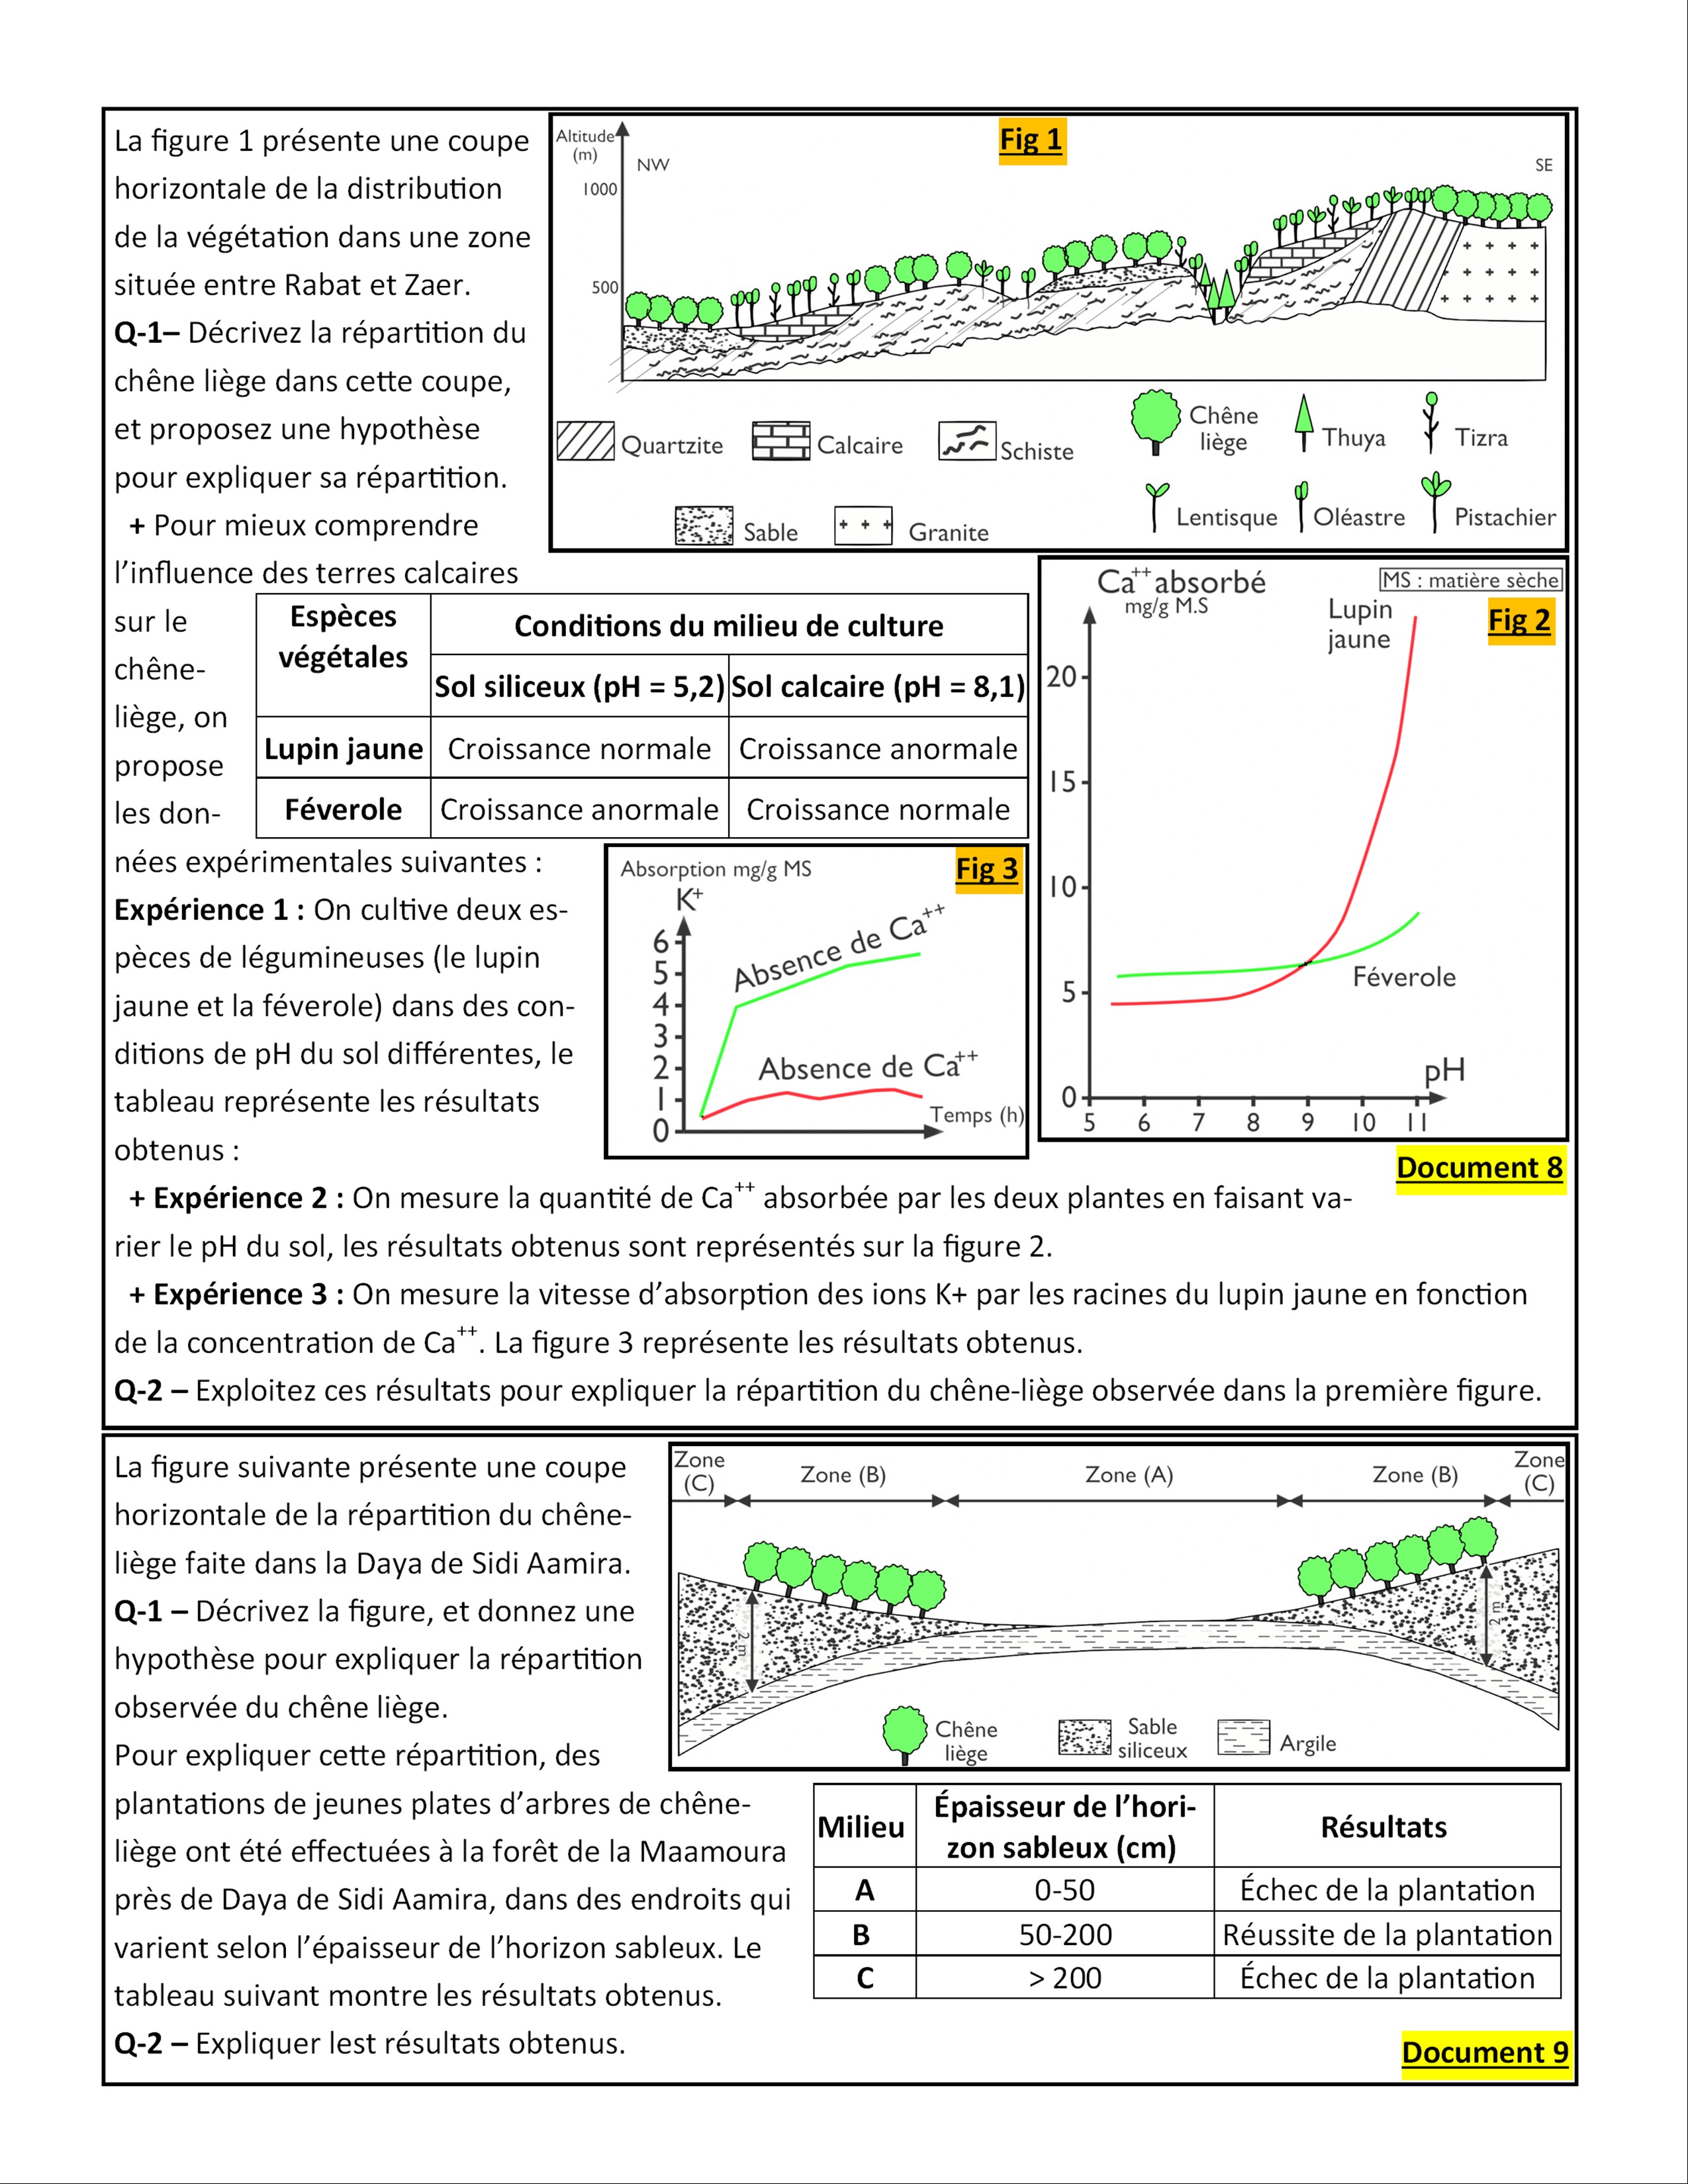 La figure 1 présente une coupe
horizontale de la distribution
de la végétation dans une zone
située entre Rabat et Zaer.
Q-1– Décrivez la répartition du
chêne liège dans cette coupe,
et proposez une hypothèse
pour expliquer sa répartition.
+ Pour mieux comprendre
l’influence des terres calcaires
sur le
chêne-
liège, on
propose
les don-
nées expérimentales suivantes :
Expérience 1 : On cultive deux es-
pèces de légumineuses (le lupin
jaune et la féverole) dans des con-
ditions de pH du sol différentes, le
tableau représente les résultats
obtenus :
Altitude
(m)
NW
Fig 1
SE
1000
500
Quartzite
Calcaire
Schiste
Chêne
liège
Thuya
Tizra
Sable
Granite
Lentisque
Oléastre
Pistachier
Espèces
végétales
Conditions du milieu de culture
Sol siliceux (pH = 5,2)
Sol calcaire (pH = 8,1)
Lupin jaune
Croissance normale
Croissance anormale
Féverole
Croissance anormale
Croissance normale
Ca++ absorbé
mg/g M.S
MS : matière sèche
Lupin
jaune
Fig 2
20
15
10
5
0
Féverole
pH
5 6 7 8 9 10 11
Absorption mg/g MS
Fig 3
K+
6
5
4
3
2
1
0
Absence de Ca++
Absence de Ca++
Temps (h)
Document 8
+ Expérience 2 : On mesure la quantité de Ca++ absorbée par les deux plantes en faisant va-
rier le pH du sol, les résultats obtenus sont représentés sur la figure 2.
+ Expérience 3 : On mesure la vitesse d’absorption des ions K+ par les racines du lupin jaune en fonction
de la concentration de Ca++. La figure 3 représente les résultats obtenus.
Q-2 – Exploitez ces résultats pour expliquer la répartition du chêne-liège observée dans la première figure.
La figure suivante présente une coupe
horizontale de la répartition du chêne-
liège faite dans la Daya de Sidi Aamira.
Q-1 – Décrivez la figure, et donnez une
hypothèse pour expliquer la répartition
observée du chêne liège.
Pour expliquer cette répartition, des
plantations de jeunes plates d’arbres de chêne-
liège ont été effectuées à la forêt de la Maamoura
près de Daya de Sidi Aamira, dans des endroits qui
varient selon l’épaisseur de l’horizon sableux. Le
tableau suivant montre les résultats obtenus.
Q-2 – Expliquer lest résultats obtenus.
Zone
(C)
Zone (B)
Zone (A)
Zone (B)
Zone
(C)
2 m
2 m
Chêne
liège
Sable
siliceux
Argile
Milieu
Épaisseur de l’hori-
zon sableux (cm)
Résultats
A
0-50
Échec de la plantation
B
50-200
Réussite de la plantation
C
> 200
Échec de la plantation
Document 9